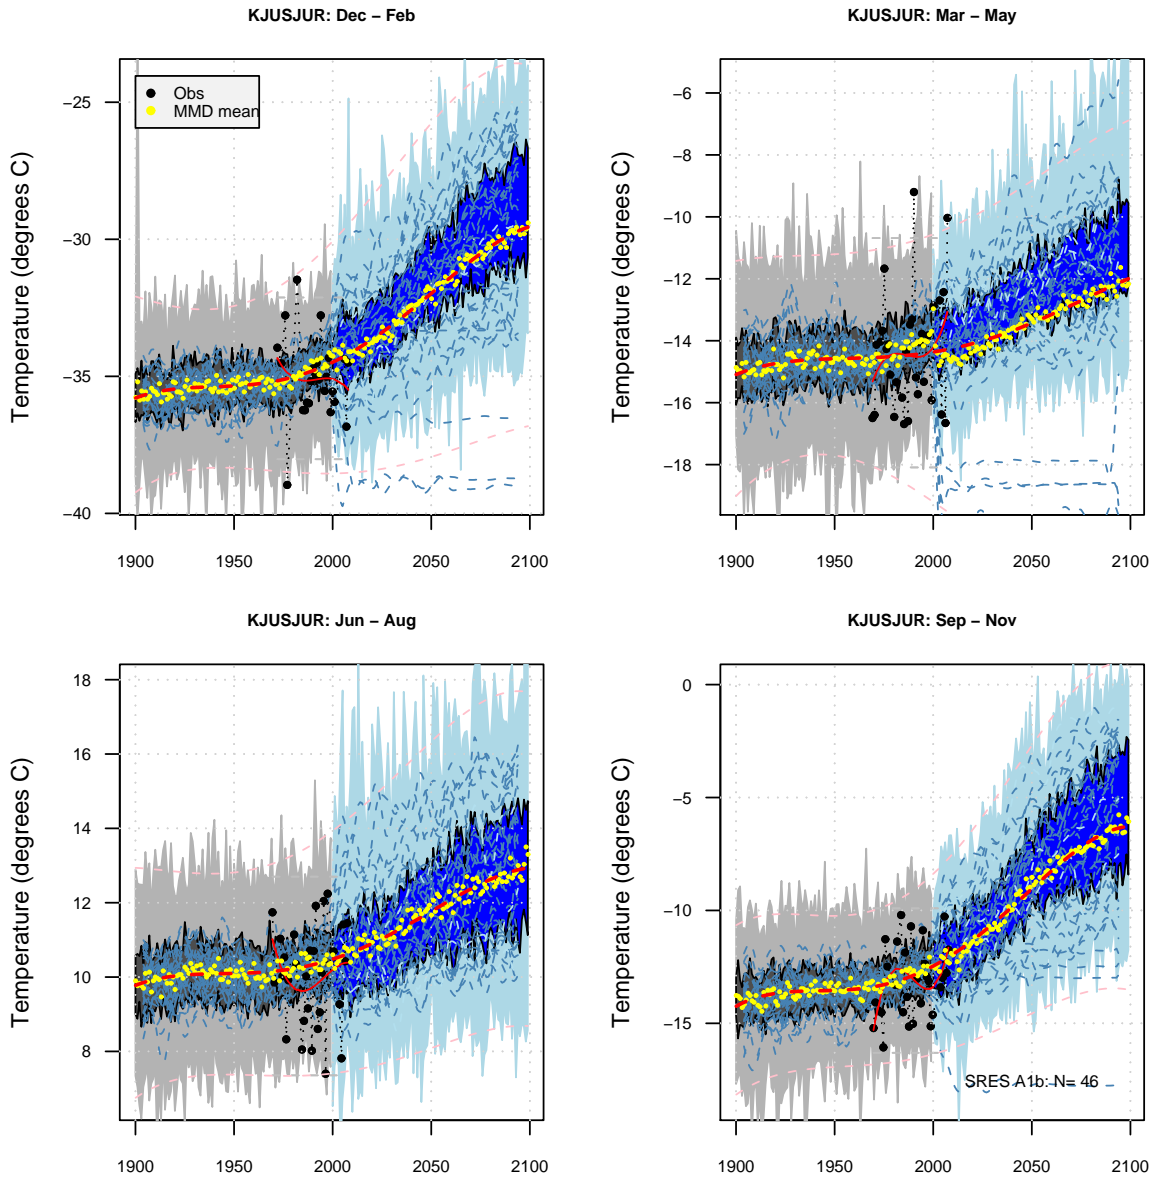 KJUSJUR: Dec − Feb
Temperature (degrees C)
−25
−30
−35
−40
Obs
MMD mean
1900 1950 2000 2050 2100
KJUSJUR: Mar − May
Temperature (degrees C)
−6
−8
−10
−12
−14
−16
−18
1900 1950 2000 2050 2100
KJUSJUR: Jun − Aug
Temperature (degrees C)
18
16
14
12
10
8
1900 1950 2000 2050 2100
KJUSJUR: Sep − Nov
Temperature (degrees C)
0
−5
−10
−15
SRES A1b: N= 46
1900 1950 2000 2050 2100